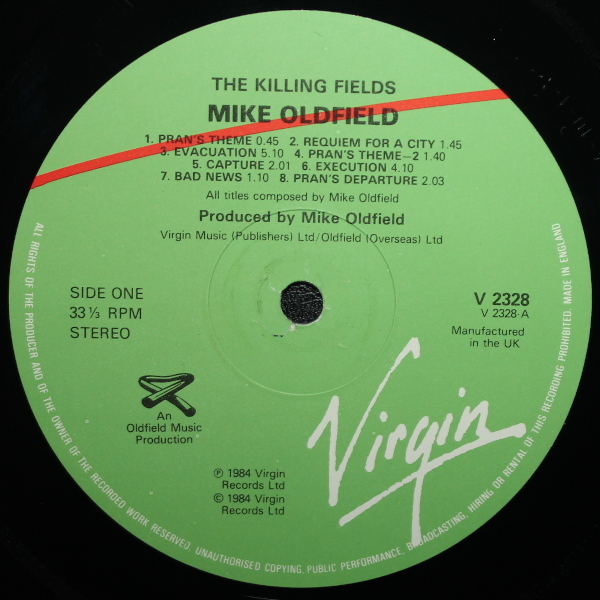 THE KILLING FIELDS
MIKE OLDFIELD
1. PRAN'S THEME 0.45 2. REQUIEM FOR A CITY 1.45
3. EVACUATION 5.10 4. PRAN'S THEME—2 1.40
5. CAPTURE 2.01 6. EXECUTION 4.10
7. BAD NEWS 1.10 8. PRAN'S DEPARTURE 2.03
All titles composed by Mike Oldfield
Produced by Mike Oldfield
Virgin Music (Publishers) Ltd/Oldfield (Overseas) Ltd
SIDE ONE
33⅓ RPM
STEREO
V 2328
V 2328-A
Manufactured
in the UK
An
Oldfield Music
Production
Virgin
℗ 1984 Virgin
Records Ltd
© 1984 Virgin
Records Ltd
ALL RIGHTS OF THE PRODUCER AND OF THE OWNER OF THE RECORDED WORK RESERVED. UNAUTHORISED COPYING, PUBLIC PERFORMANCE, BROADCASTING, HIRING OR RENTAL OF THIS RECORDING PROHIBITED. MADE IN ENGLAND